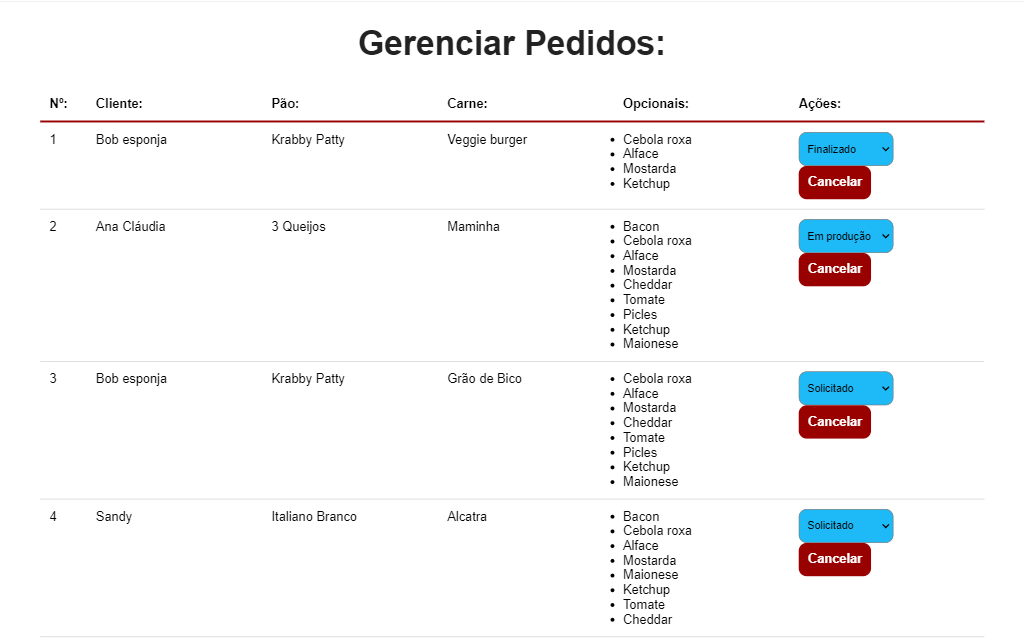 Gerenciar Pedidos:
Nº: Cliente: Pão: Carne: Opcionais: Ações:
1 Bob esponja Krabby Patty Veggie burger Cebola roxa Finalizado
Alface
Mostarda Cancelar
Ketchup
2 Ana Cláudia 3 Queijos Maminha Bacon Em produção
Cebola roxa
Alface
Mostarda Cancelar
Cheddar
Tomate
Picles
Ketchup
Maionese
3 Bob esponja Krabby Patty Grão de Bico Cebola roxa Solicitado
Alface
Mostarda
Cheddar Cancelar
Tomate
Picles
Ketchup
Maionese
4 Sandy Italiano Branco Alcatra Bacon Solicitado
Cebola roxa
Alface
Mostarda Cancelar
Maionese
Ketchup
Tomate
Cheddar